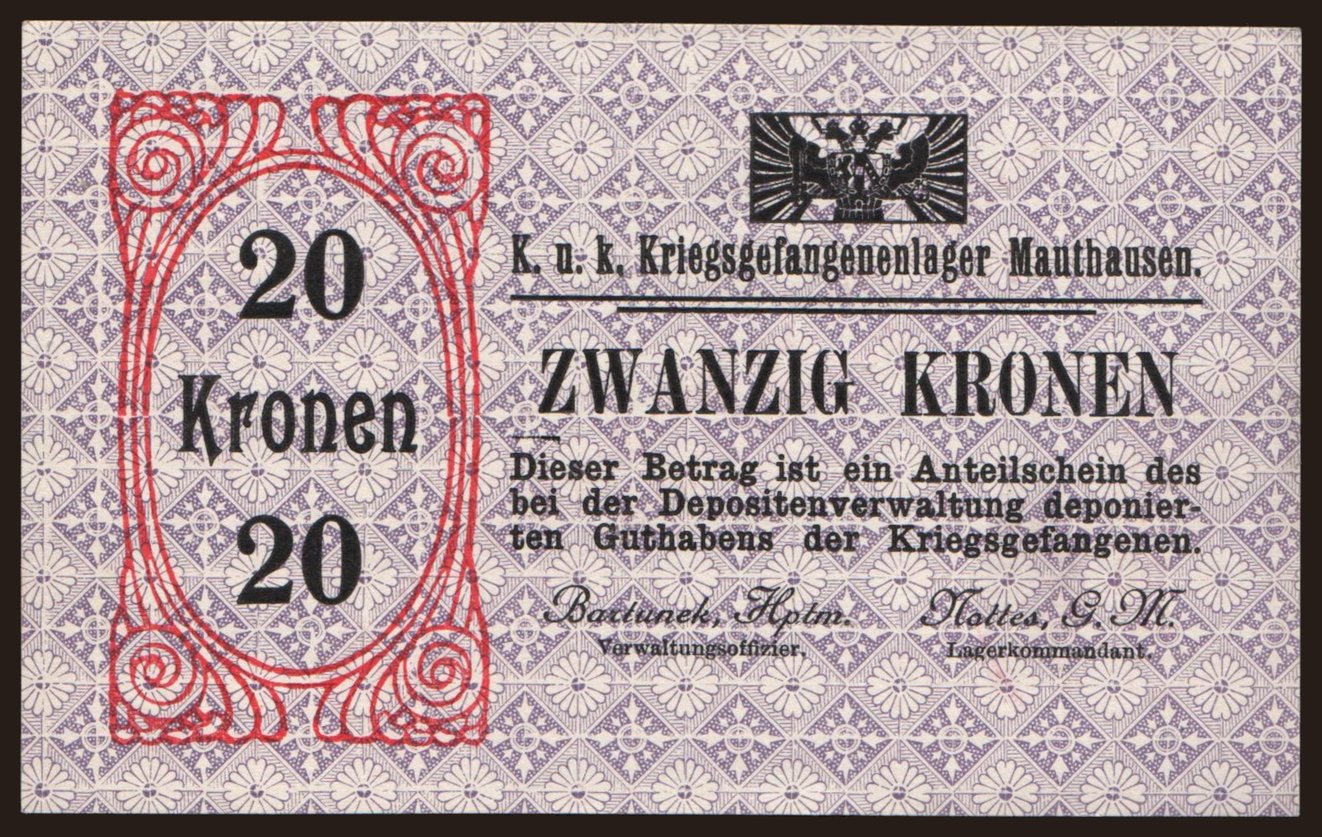 20
Kronen
20
K. u. k. Kriegsgefangenenlager Mauthausen.
ZWANZIG KRONEN
Dieser Betrag ist ein Anteilschein des
bei der Depositenverwaltung deponier-
ten Guthabens der Kriegsgefangenen.
Bartunek, Hptm. Nottes, G. M.
Verwaltungsoffizier. Lagerkommandant.